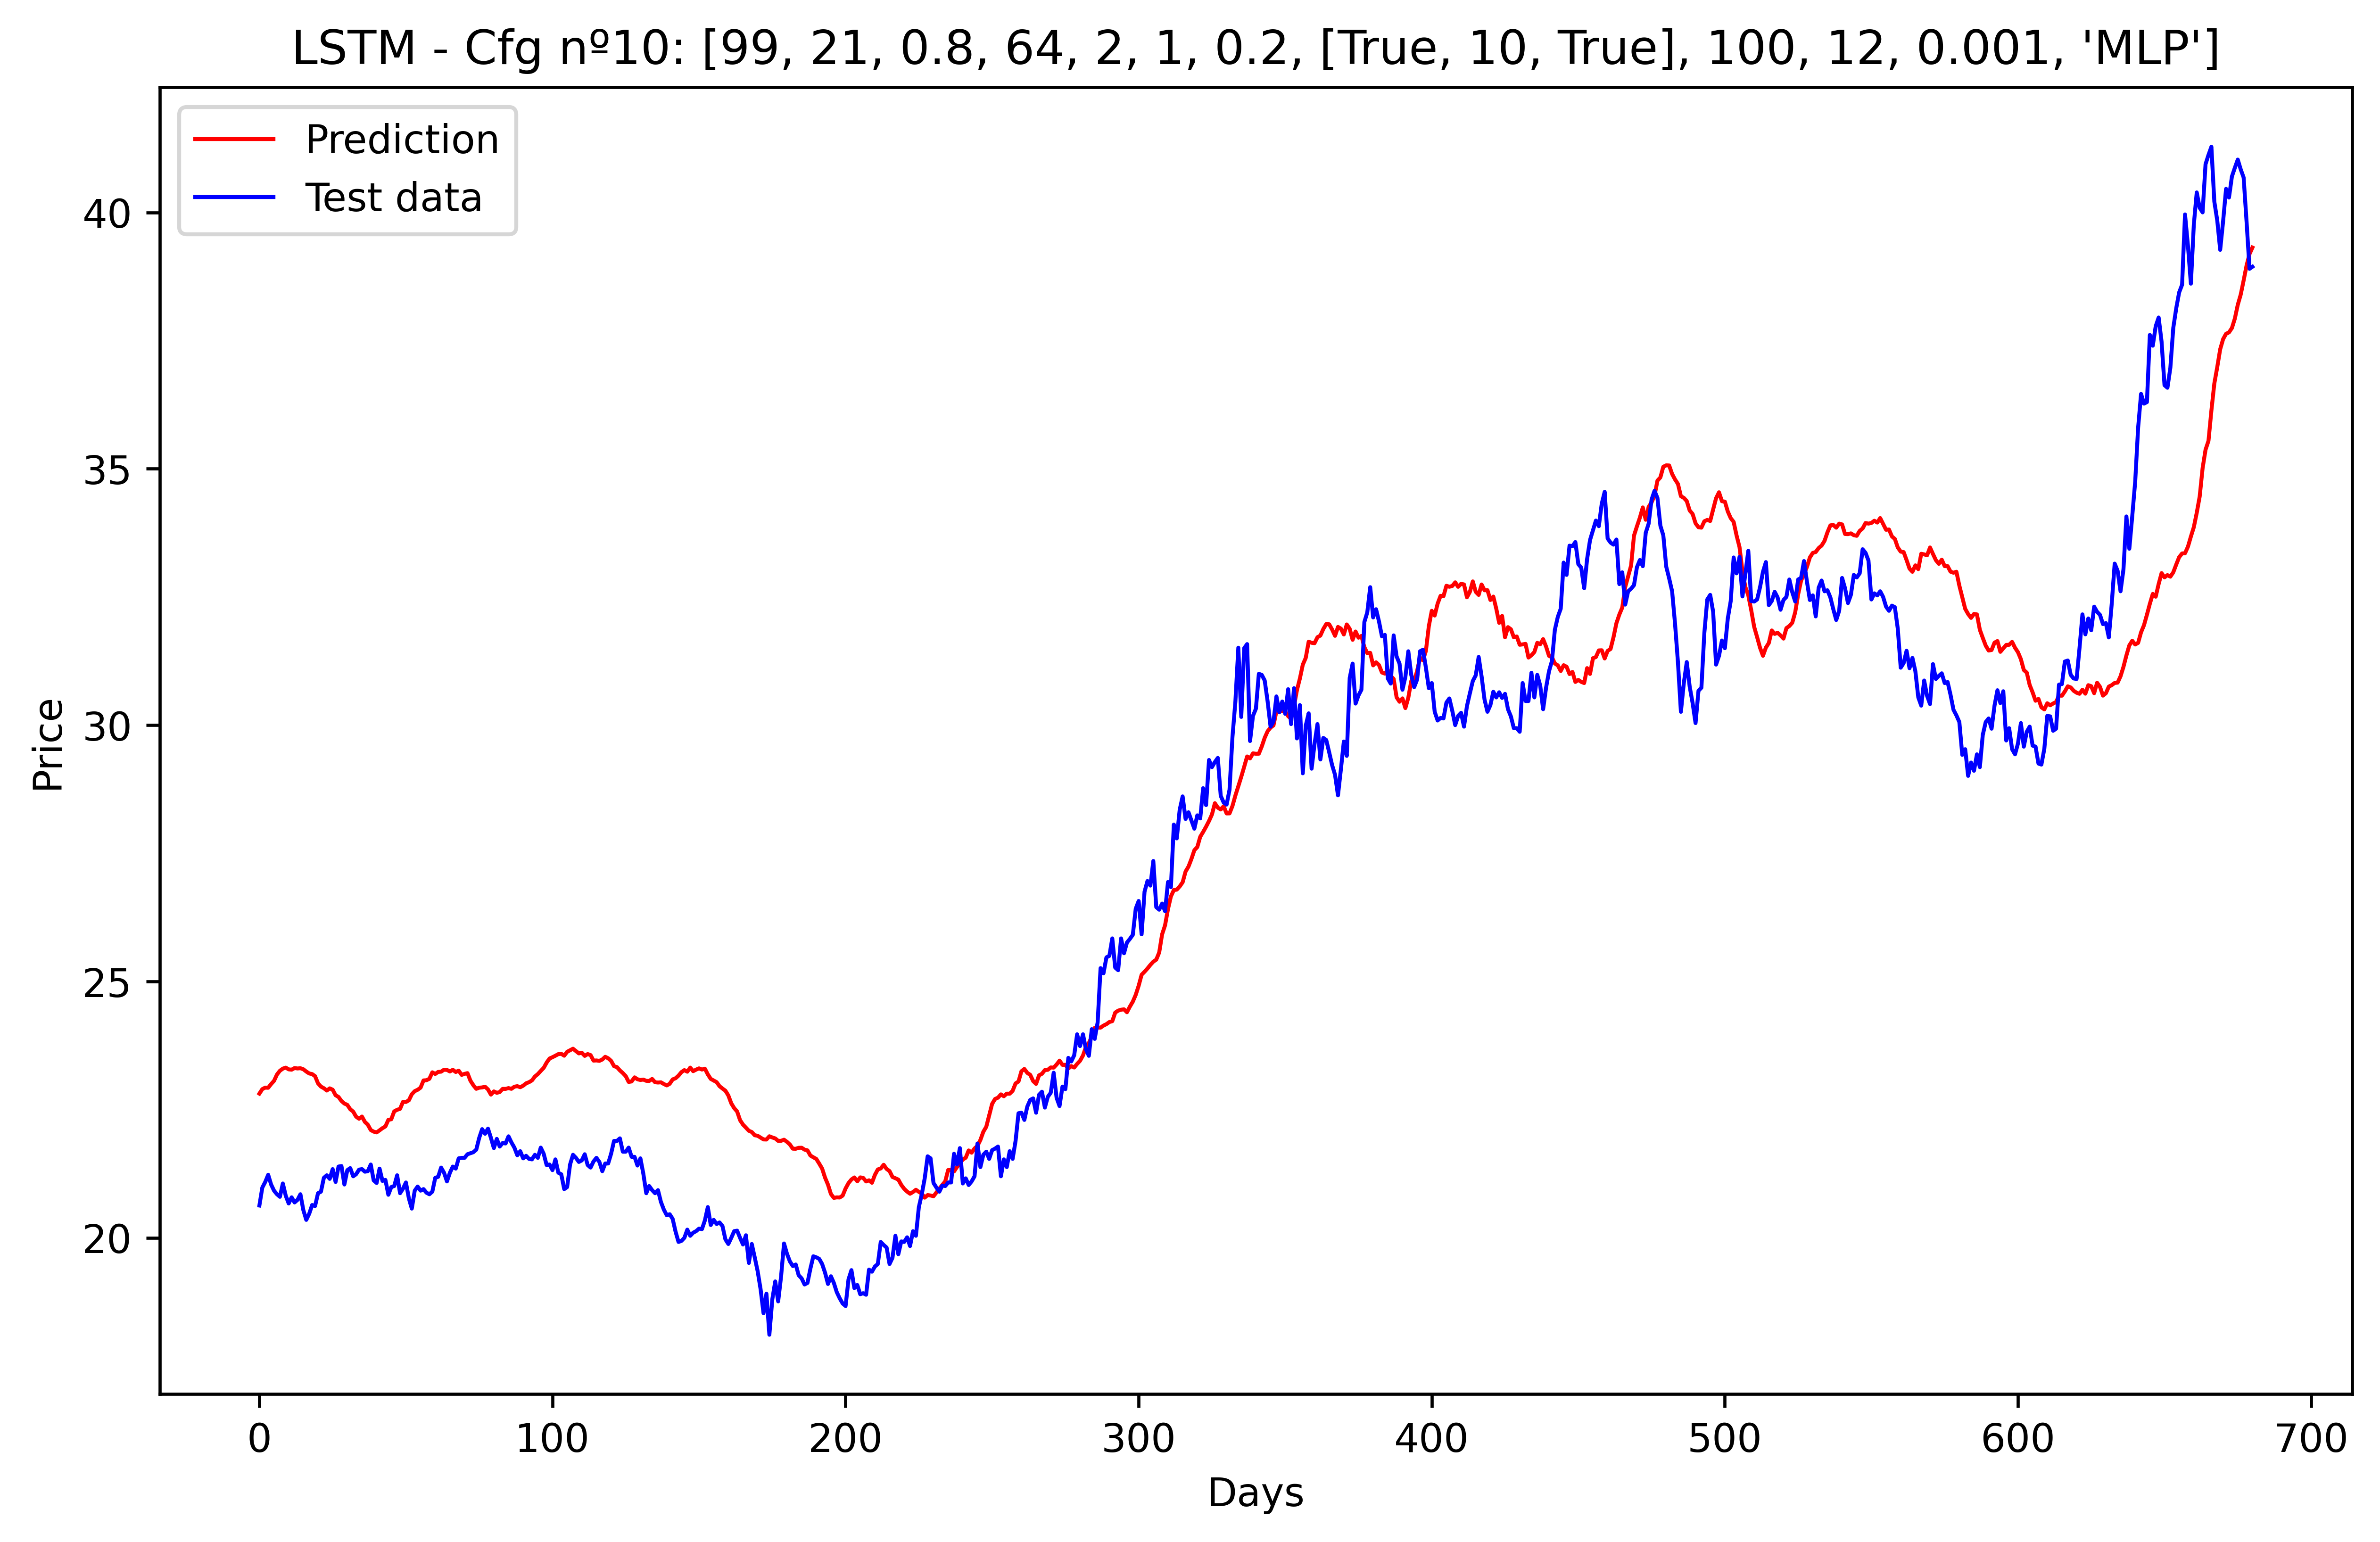 LSTM - Cfg nº10: [99, 21, 0.8, 64, 2, 1, 0.2, [True, 10, True], 100, 12, 0.001, 'MLP']
Prediction
Test data
40
35
30
25
20
Price
0 100 200 300 400 500 600 700
Days